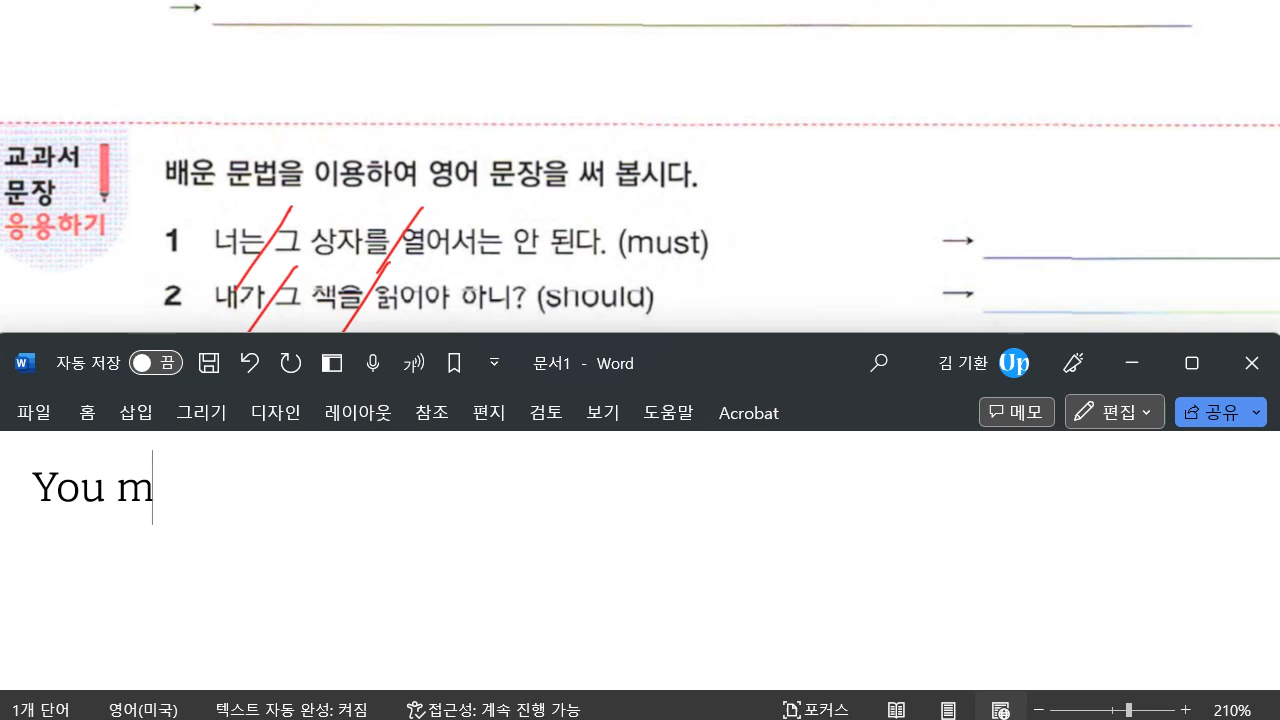 →
교과서
문장
응용하기
배운 문법을 이용하여 영어 문장을 써 봅시다.
1 너는 그 상자를 열어서는 안 된다. (must) →
2 내가 그 책을 읽어야 하니? (should) →
자동 저장 끔 가 문서1 - Word 김 기환 Up
파일 홈 삽입 그리기 디자인 레이아웃 참조 편지 검토 보기 도움말 Acrobat 메모 편집 공유
You m
1개 단어 영어(미국) 텍스트 자동 완성: 켜짐 접근성: 계속 진행 가능 포커스 210%